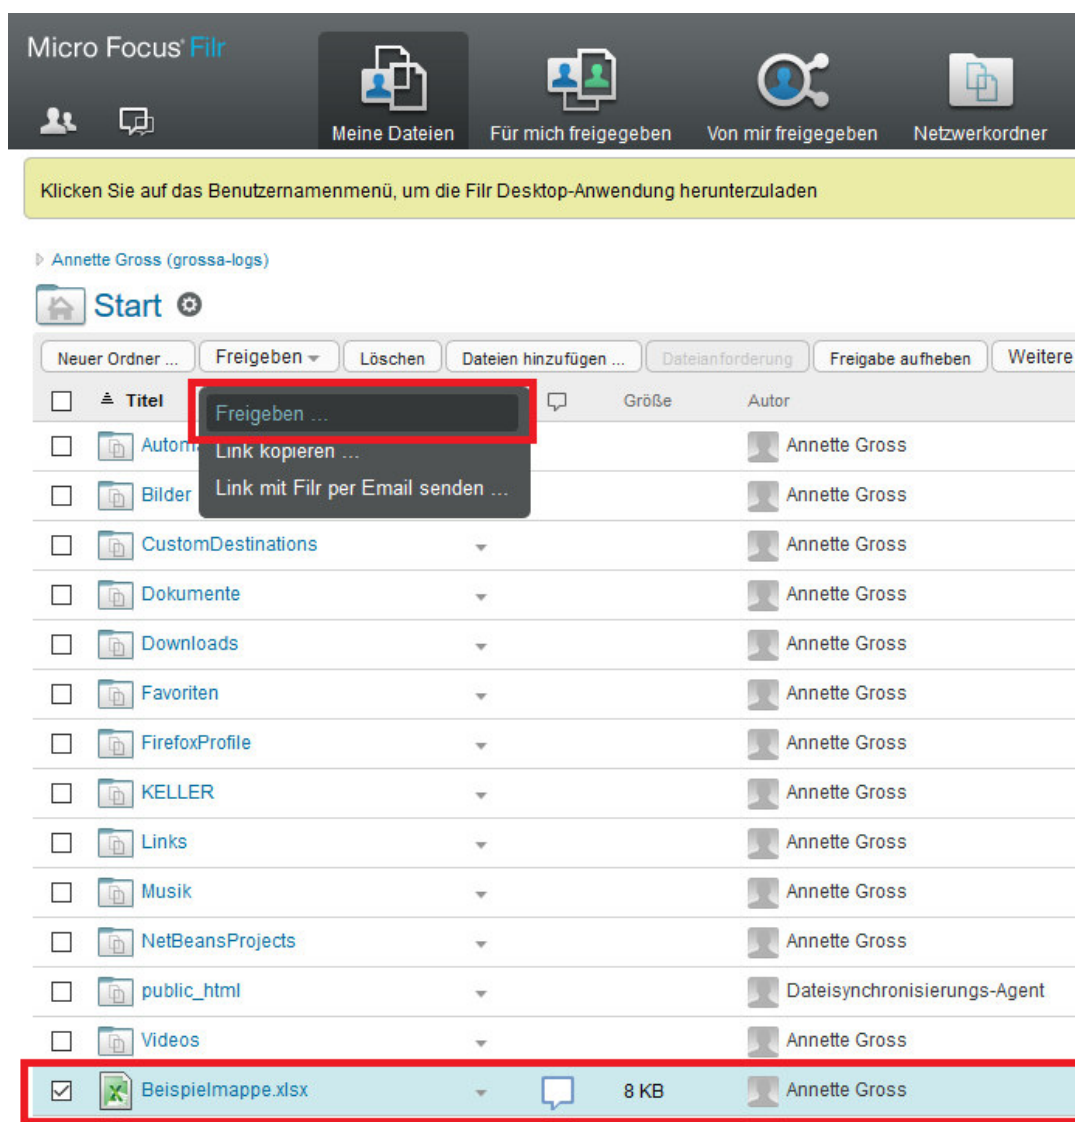 Micro Focus® Filr
Meine Dateien
Für mich freigegeben
Von mir freigegeben
Netzwerkordner
Klicken Sie auf das Benutzernamenmenü, um die Filr Desktop-Anwendung herunterzuladen
Annette Gross (grossa-logs)
Start
Neuer Ordner ... Freigeben Löschen Dateien hinzufügen ... Dateianforderung Freigabe aufheben Weitere
Titel Größe Autor
Freigeben ...
Link kopieren ...
Link mit Filr per Email senden ...
Autom Annette Gross
Bilder Annette Gross
CustomDestinations Annette Gross
Dokumente Annette Gross
Downloads Annette Gross
Favoriten Annette Gross
FirefoxProfile Annette Gross
KELLER Annette Gross
Links Annette Gross
Musik Annette Gross
NetBeansProjects Annette Gross
public_html Dateisynchronisierungs-Agent
Videos Annette Gross
Beispielmappe.xlsx 8 KB Annette Gross